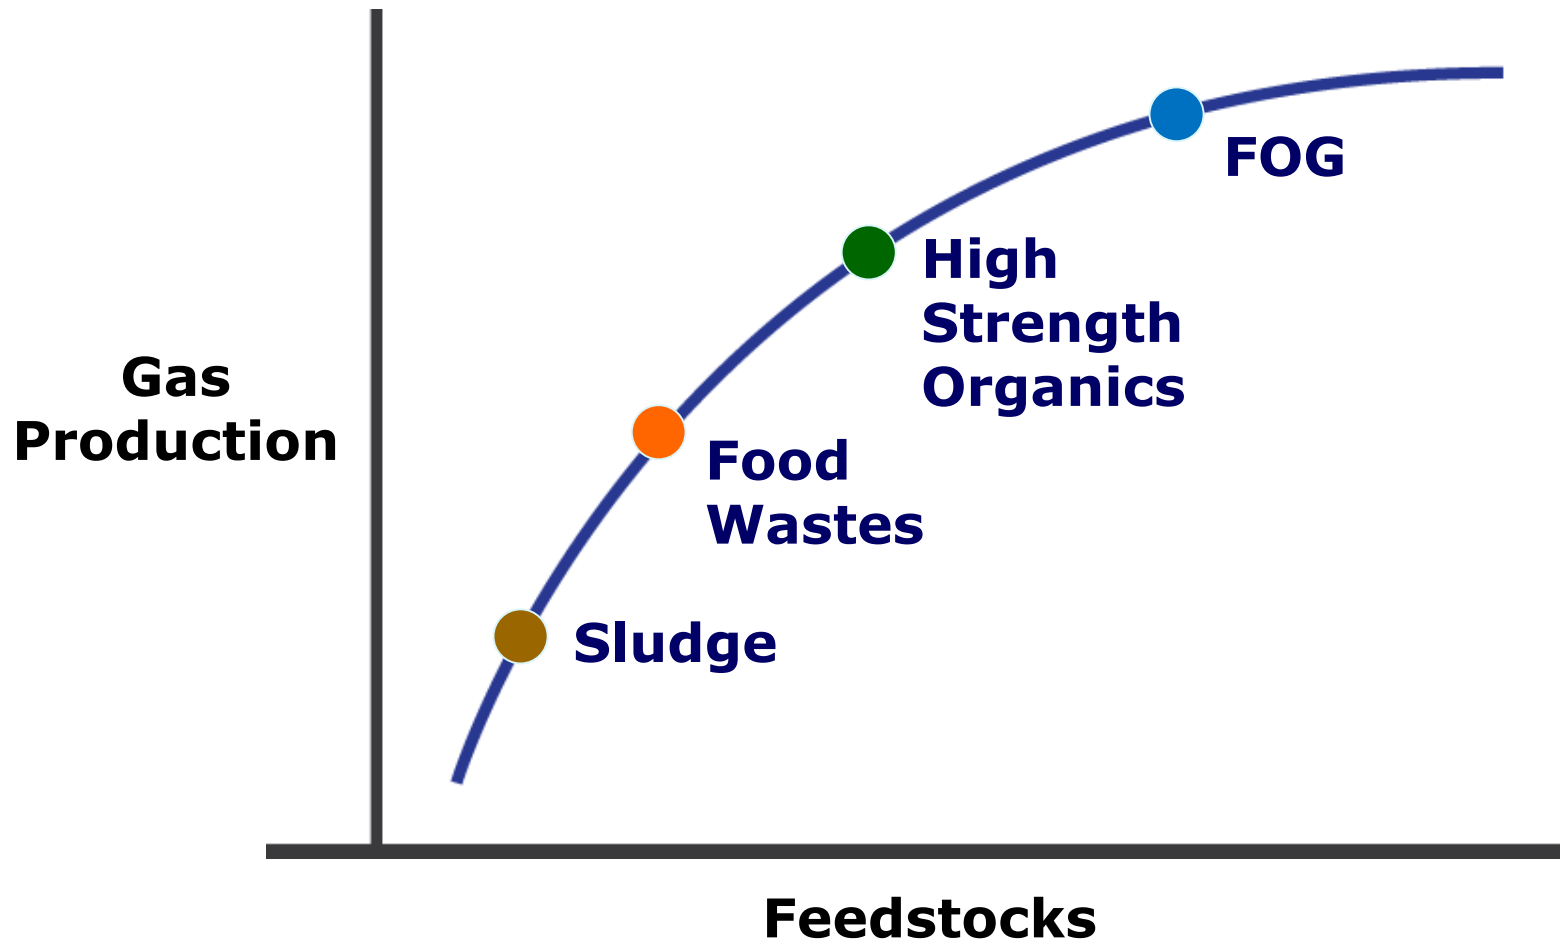 FOG
High
Strength
Organics
Gas
Production
Food
Wastes
Sludge
Feedstocks